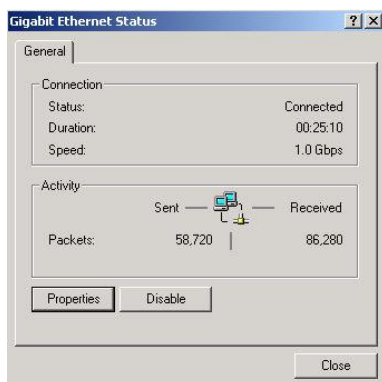 Gigabit Ethernet Status
General
Connection
Status: Connected
Duration: 00:25:10
Speed: 1.0 Gbps
Activity
Sent Received
Packets: 58,720 86,280
Properties Disable
Close